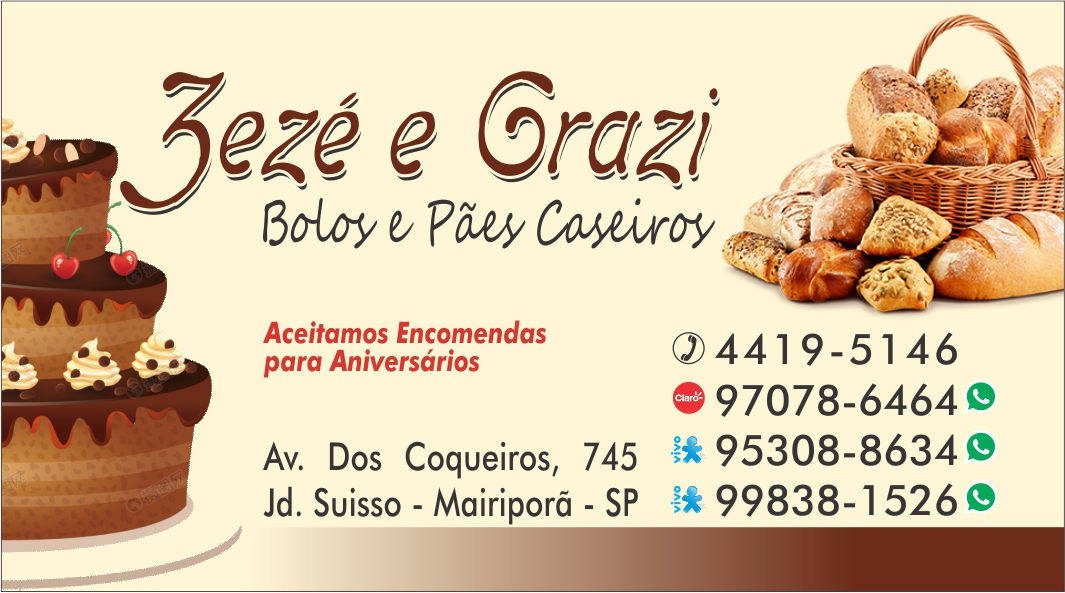 Zezé e Grazi
Bolos e Pães Caseiros
Aceitamos Encomendas
para Aniversários
Av. Dos Coqueiros, 745
Jd. Suisso - Mairiporã - SP
4419-5146
Claro 97078-6464
vivo 95308-8634
vivo 99838-1526